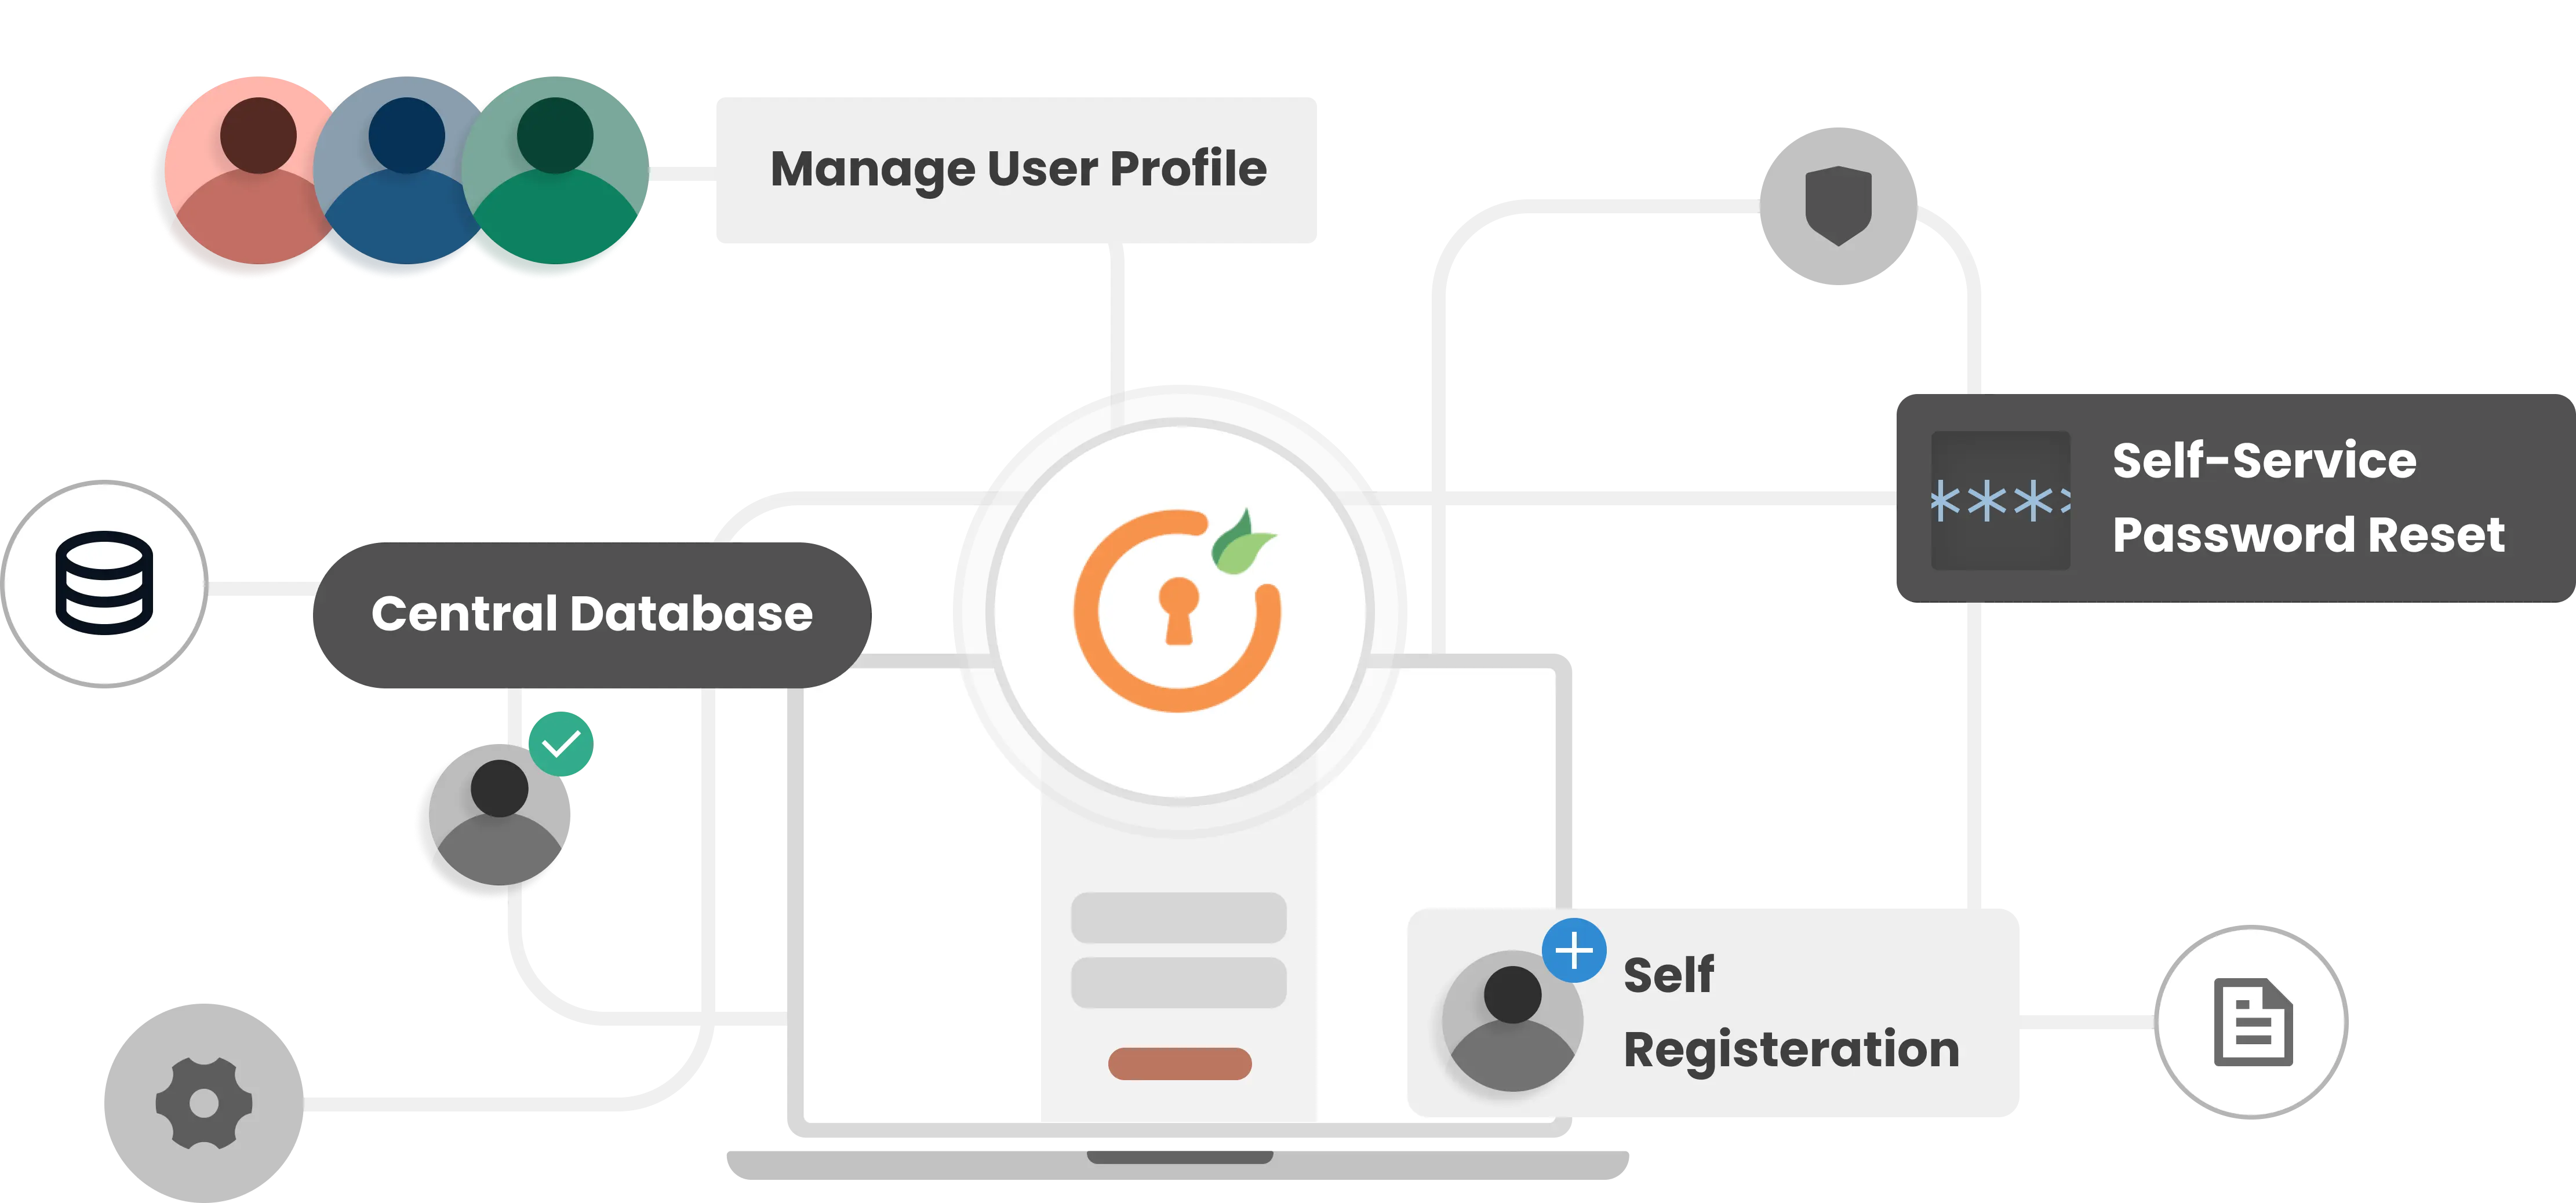 Manage User Profile
Self-Service
Password Reset
Central Database
Self
Registeration